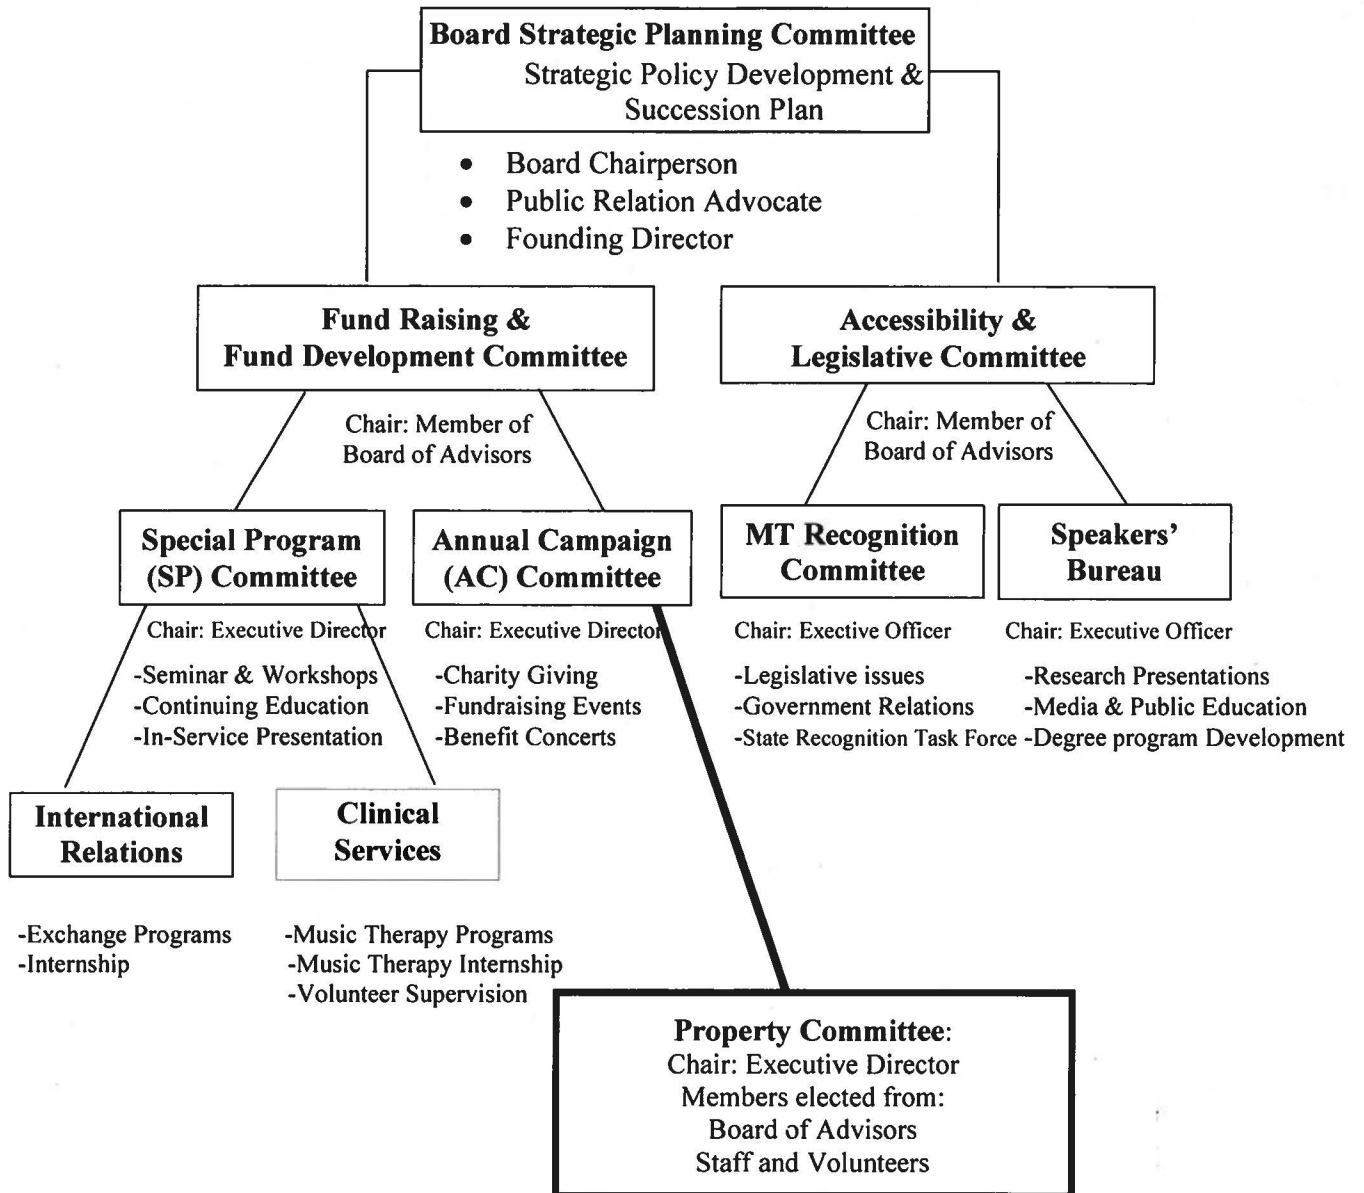 Board Strategic Planning Committee
Strategic Policy Development &
Succession Plan
• Board Chairperson
• Public Relation Advocate
• Founding Director
Fund Raising &
Fund Development Committee
Chair: Member of
Board of Advisors
Accessibility &
Legislative Committee
Chair: Member of
Board of Advisors
Special Program
(SP) Committee
Chair: Executive Director
-Seminar & Workshops
-Continuing Education
-In-Service Presentation
Annual Campaign
(AC) Committee
Chair: Executive Director
-Charity Giving
-Fundraising Events
-Benefit Concerts
MT Recognition
Committee
Chair: Exective Officer
-Legislative issues
-Government Relations
-State Recognition Task Force
Speakers' 
Bureau
Chair: Executive Officer
-Research Presentations
-Media & Public Education
-Degree program Development
International
Relations
-Exchange Programs
-Internship
Clinical
Services
-Music Therapy Programs
-Music Therapy Internship
-Volunteer Supervision
Property Committee:
Chair: Executive Director
Members elected from:
Board of Advisors
Staff and Volunteers